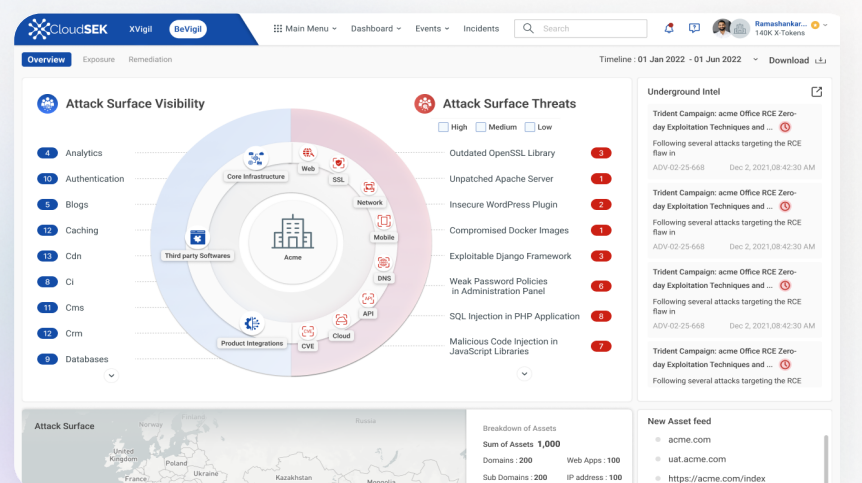 CloudSEK
XVigil
BeVigil
Main Menu
Dashboard
Events
Incidents
Search
Ramashankar...
140K X-Tokens
Overview
Exposure
Remediation
Timeline : 01 Jan 2022 - 01 Jun 2022
Download
Attack Surface Visibility
4 Analytics
10 Authentication
5 Blogs
12 Caching
13 Cdn
8 Ci
11 Cms
12 Crm
9 Databases
Core Infrastructure
Web
SSL
Network
Mobile
DNS
API
Cloud
CVE
Product Integrations
Third party Softwares
Acme
Attack Surface Threats
High
Medium
Low
Outdated OpenSSL Library 3
Unpatched Apache Server 1
Insecure WordPress Plugin 2
Compromised Docker Images 1
Exploitable Django Framework 3
Weak Password Policies
in Administration Panel 6
SQL Injection in PHP Application 8
Malicious Code Injection in
JavaScript Libraries 7
Underground Intel
Trident Campaign: acme Office RCE Zero-
day Exploitation Techniques and ...
Following several attacks targeting the RCE
flaw in
ADV-02-25-668 Dec 2, 2021,08:42:30 AM
Trident Campaign: acme Office RCE Zero-
day Exploitation Techniques and ...
Following several attacks targeting the RCE
flaw in
ADV-02-25-668 Dec 2, 2021,08:42:30 AM
Trident Campaign: acme Office RCE Zero-
day Exploitation Techniques and ...
Following several attacks targeting the RCE
flaw in
ADV-02-25-668 Dec 2, 2021,08:42:30 AM
Trident Campaign: acme Office RCE Zero-
day Exploitation Techniques and ...
Following several attacks targeting the RCE
Attack Surface
Norway
Finland
Russia
United
Kingdom
Poland
Ukraine
France
Kazakhstan
Mongolia
Breakdown of Assets
Sum of Assets 1,000
Domains : 200
Web Apps : 100
Sub Domains : 200
IP address : 100
New Asset feed
acme.com
uat.acme.com
https://acme.com/index